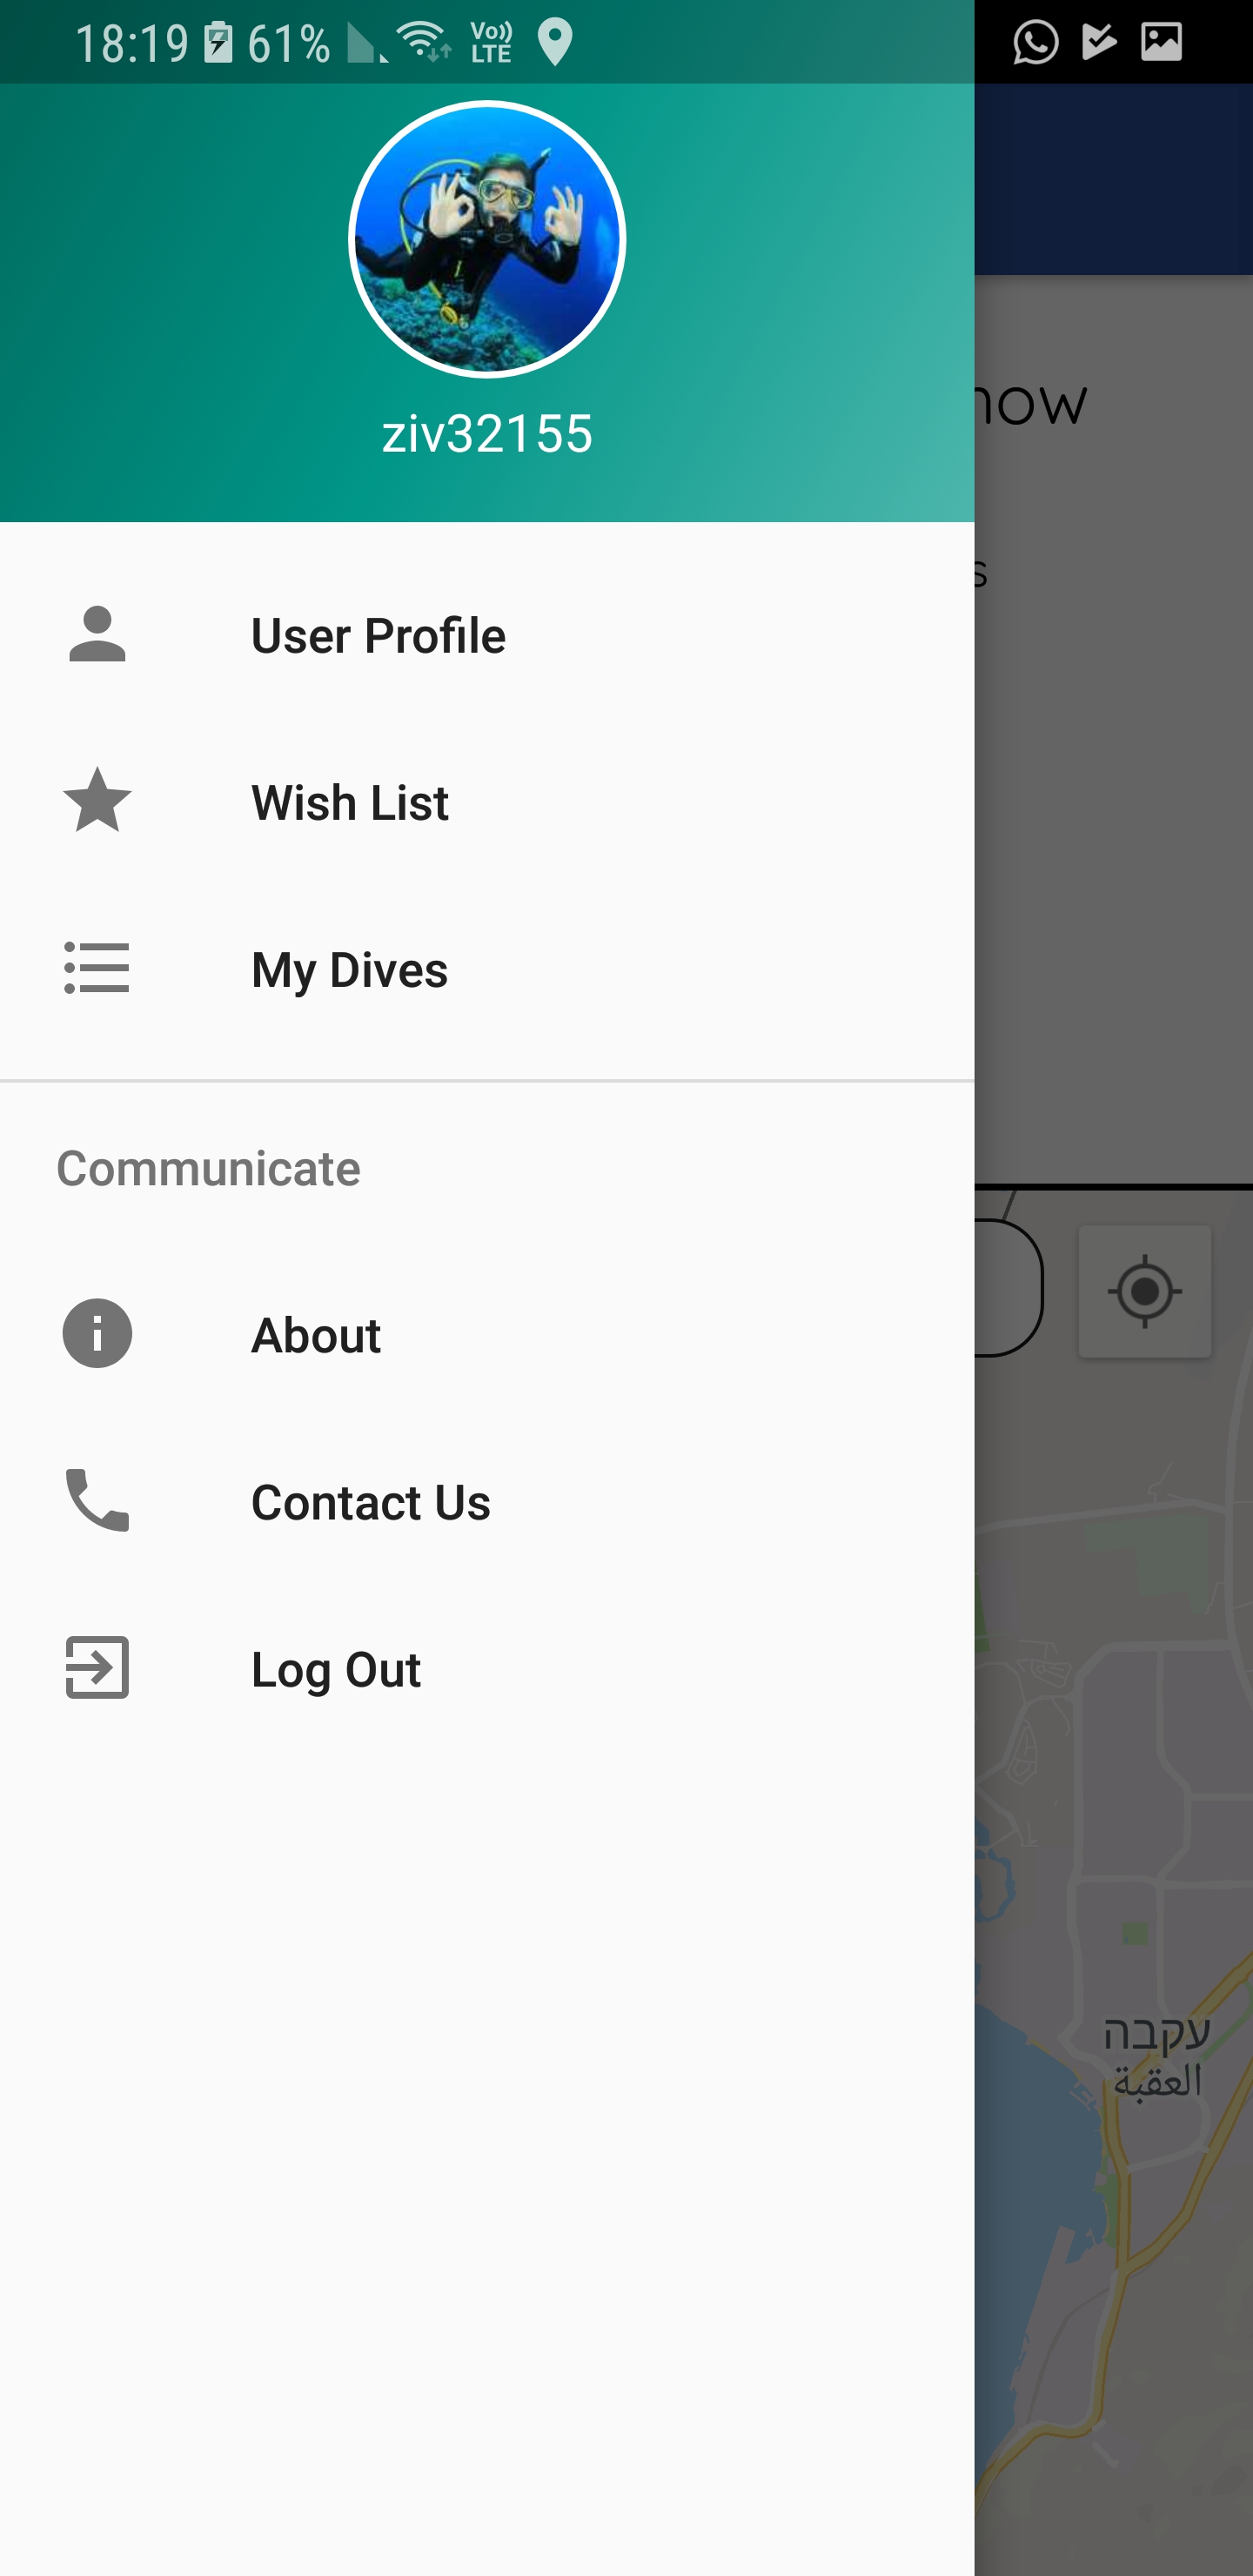 18:19 61% Vo)) LTE
ziv32155
User Profile
Wish List
My Dives
Communicate
About
Contact Us
Log Out
עקבה
العقبة